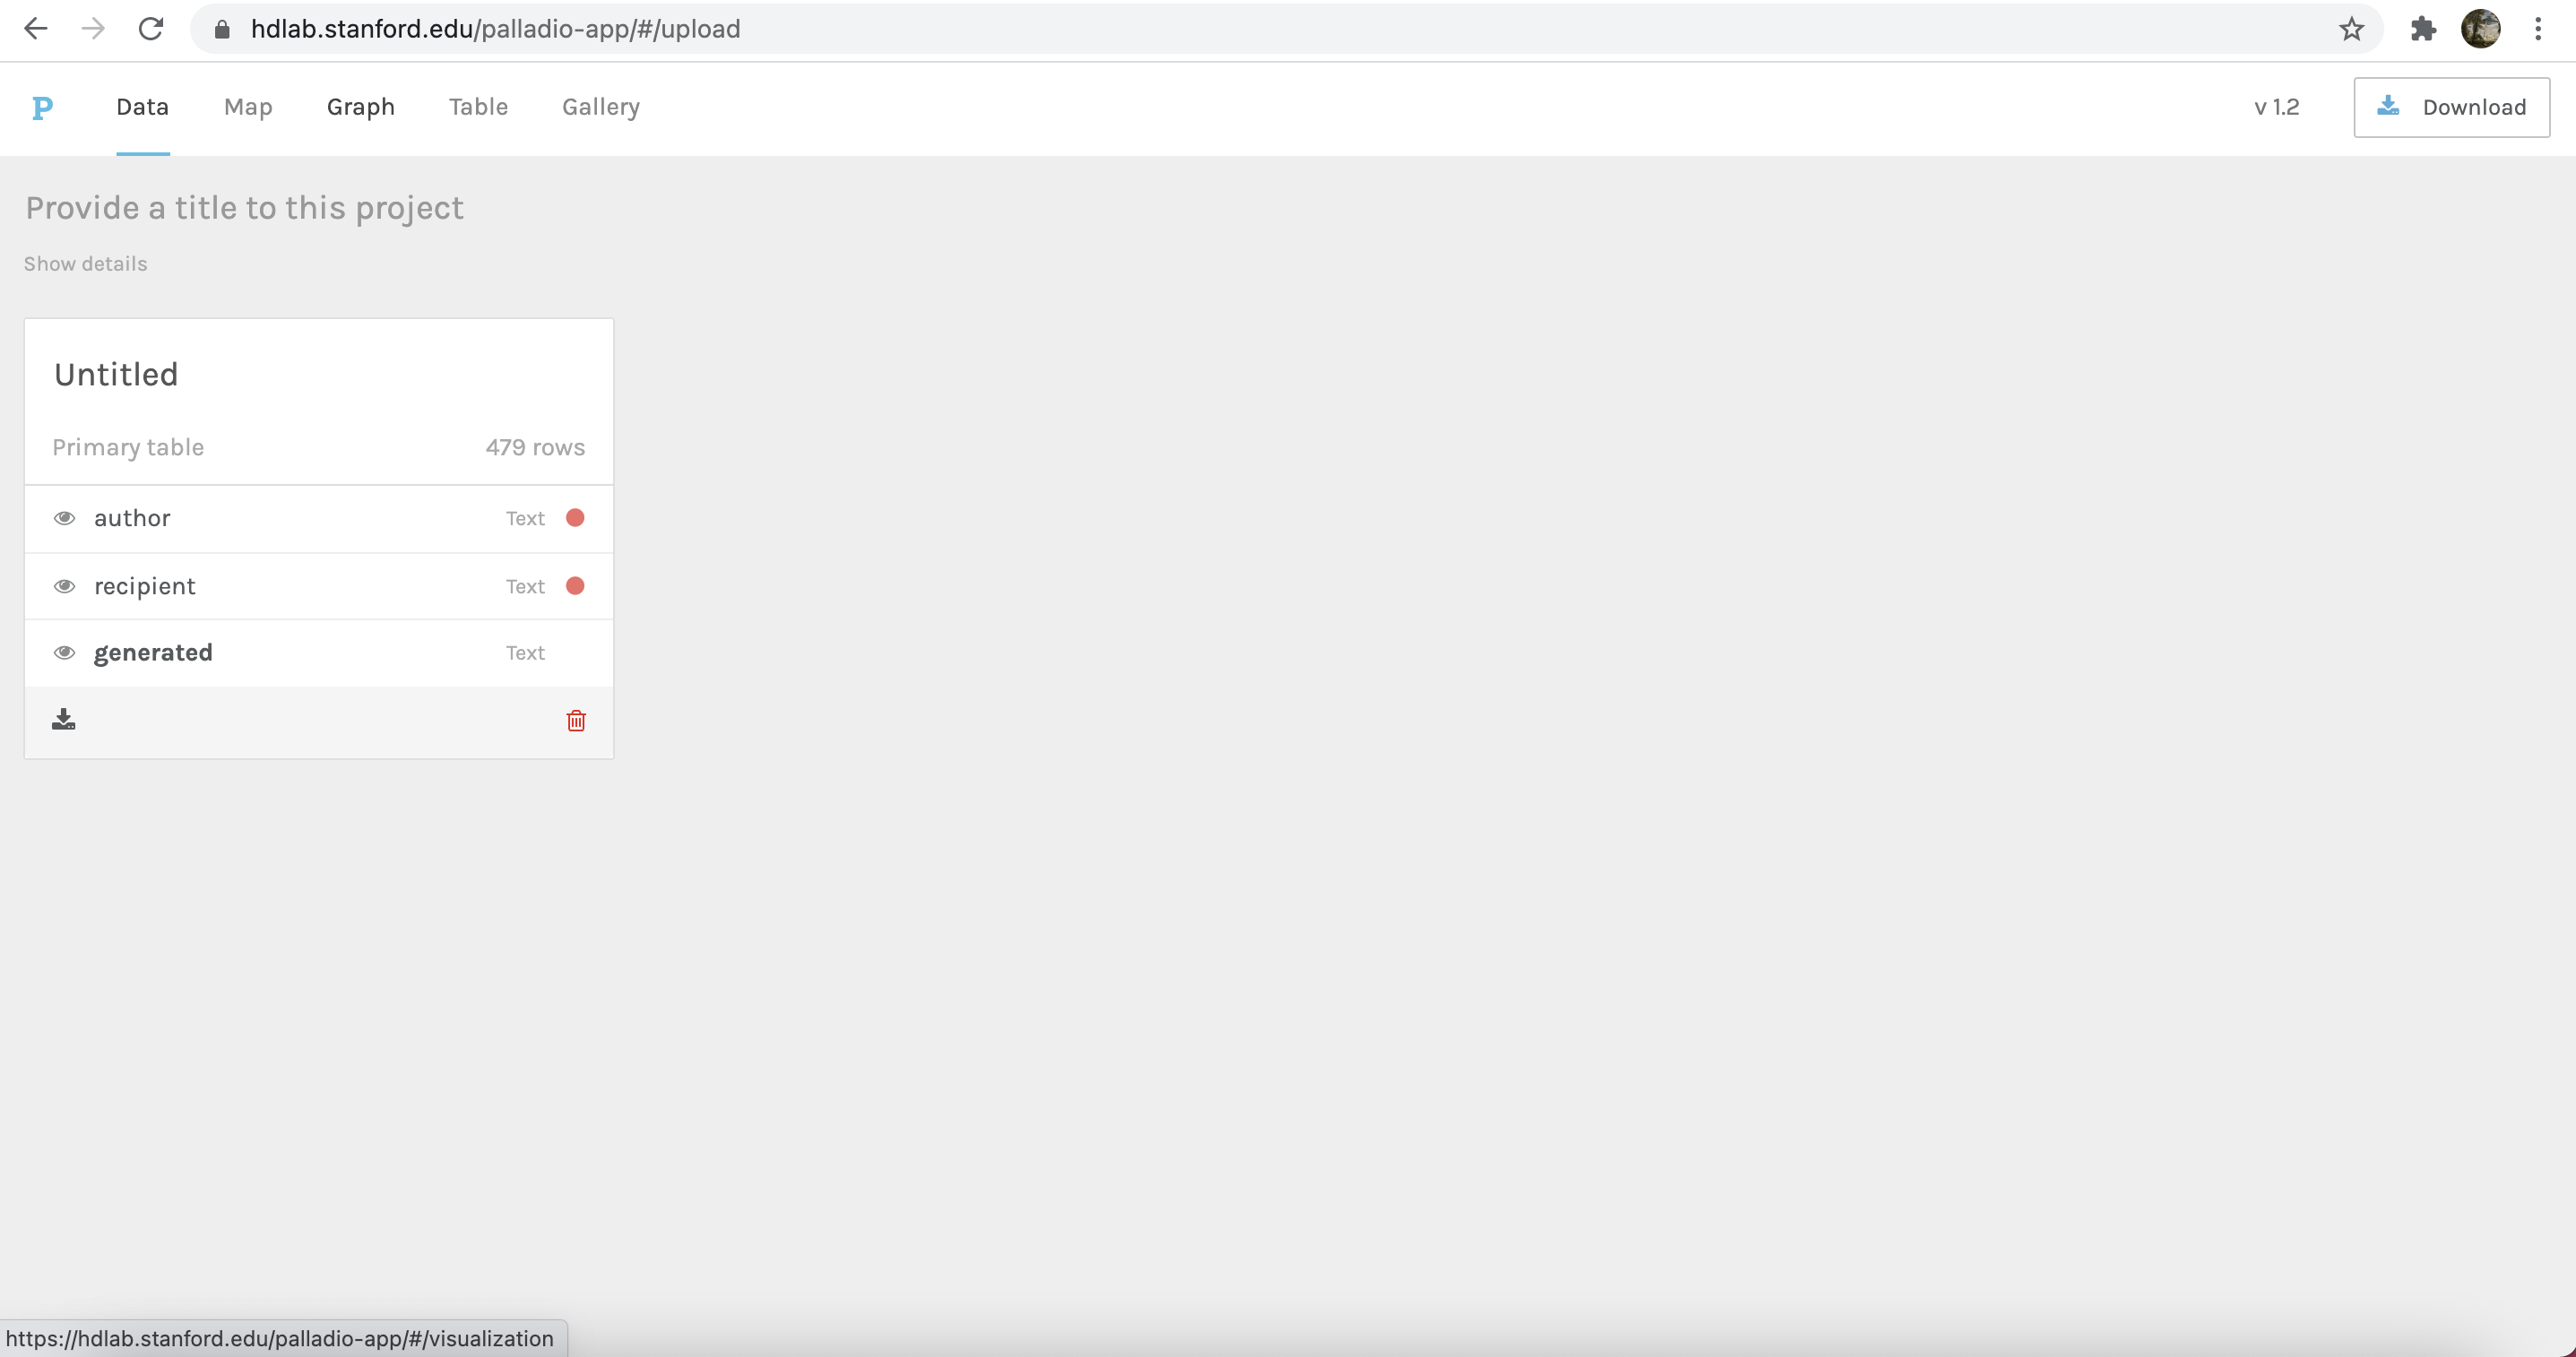 hdlab.stanford.edu/palladio-app/#/upload
P Data Map Graph Table Gallery v 1.2 Download
Provide a title to this project
Show details
Untitled
Primary table 479 rows
author Text
recipient Text
generated Text
https://hdlab.stanford.edu/palladio-app/#/visualization